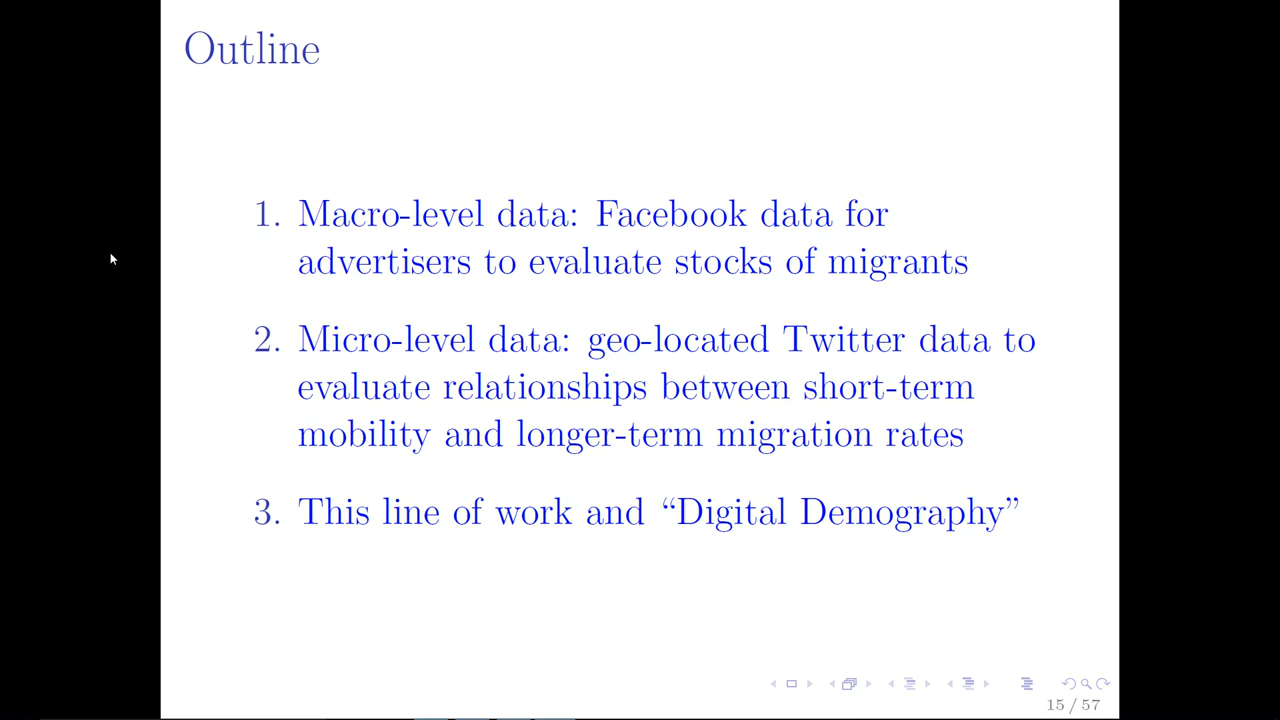 Outline
1. Macro-level data: Facebook data for
advertisers to evaluate stocks of migrants
2. Micro-level data: geo-located Twitter data to
evaluate relationships between short-term
mobility and longer-term migration rates
3. This line of work and “Digital Demography”
15 / 57